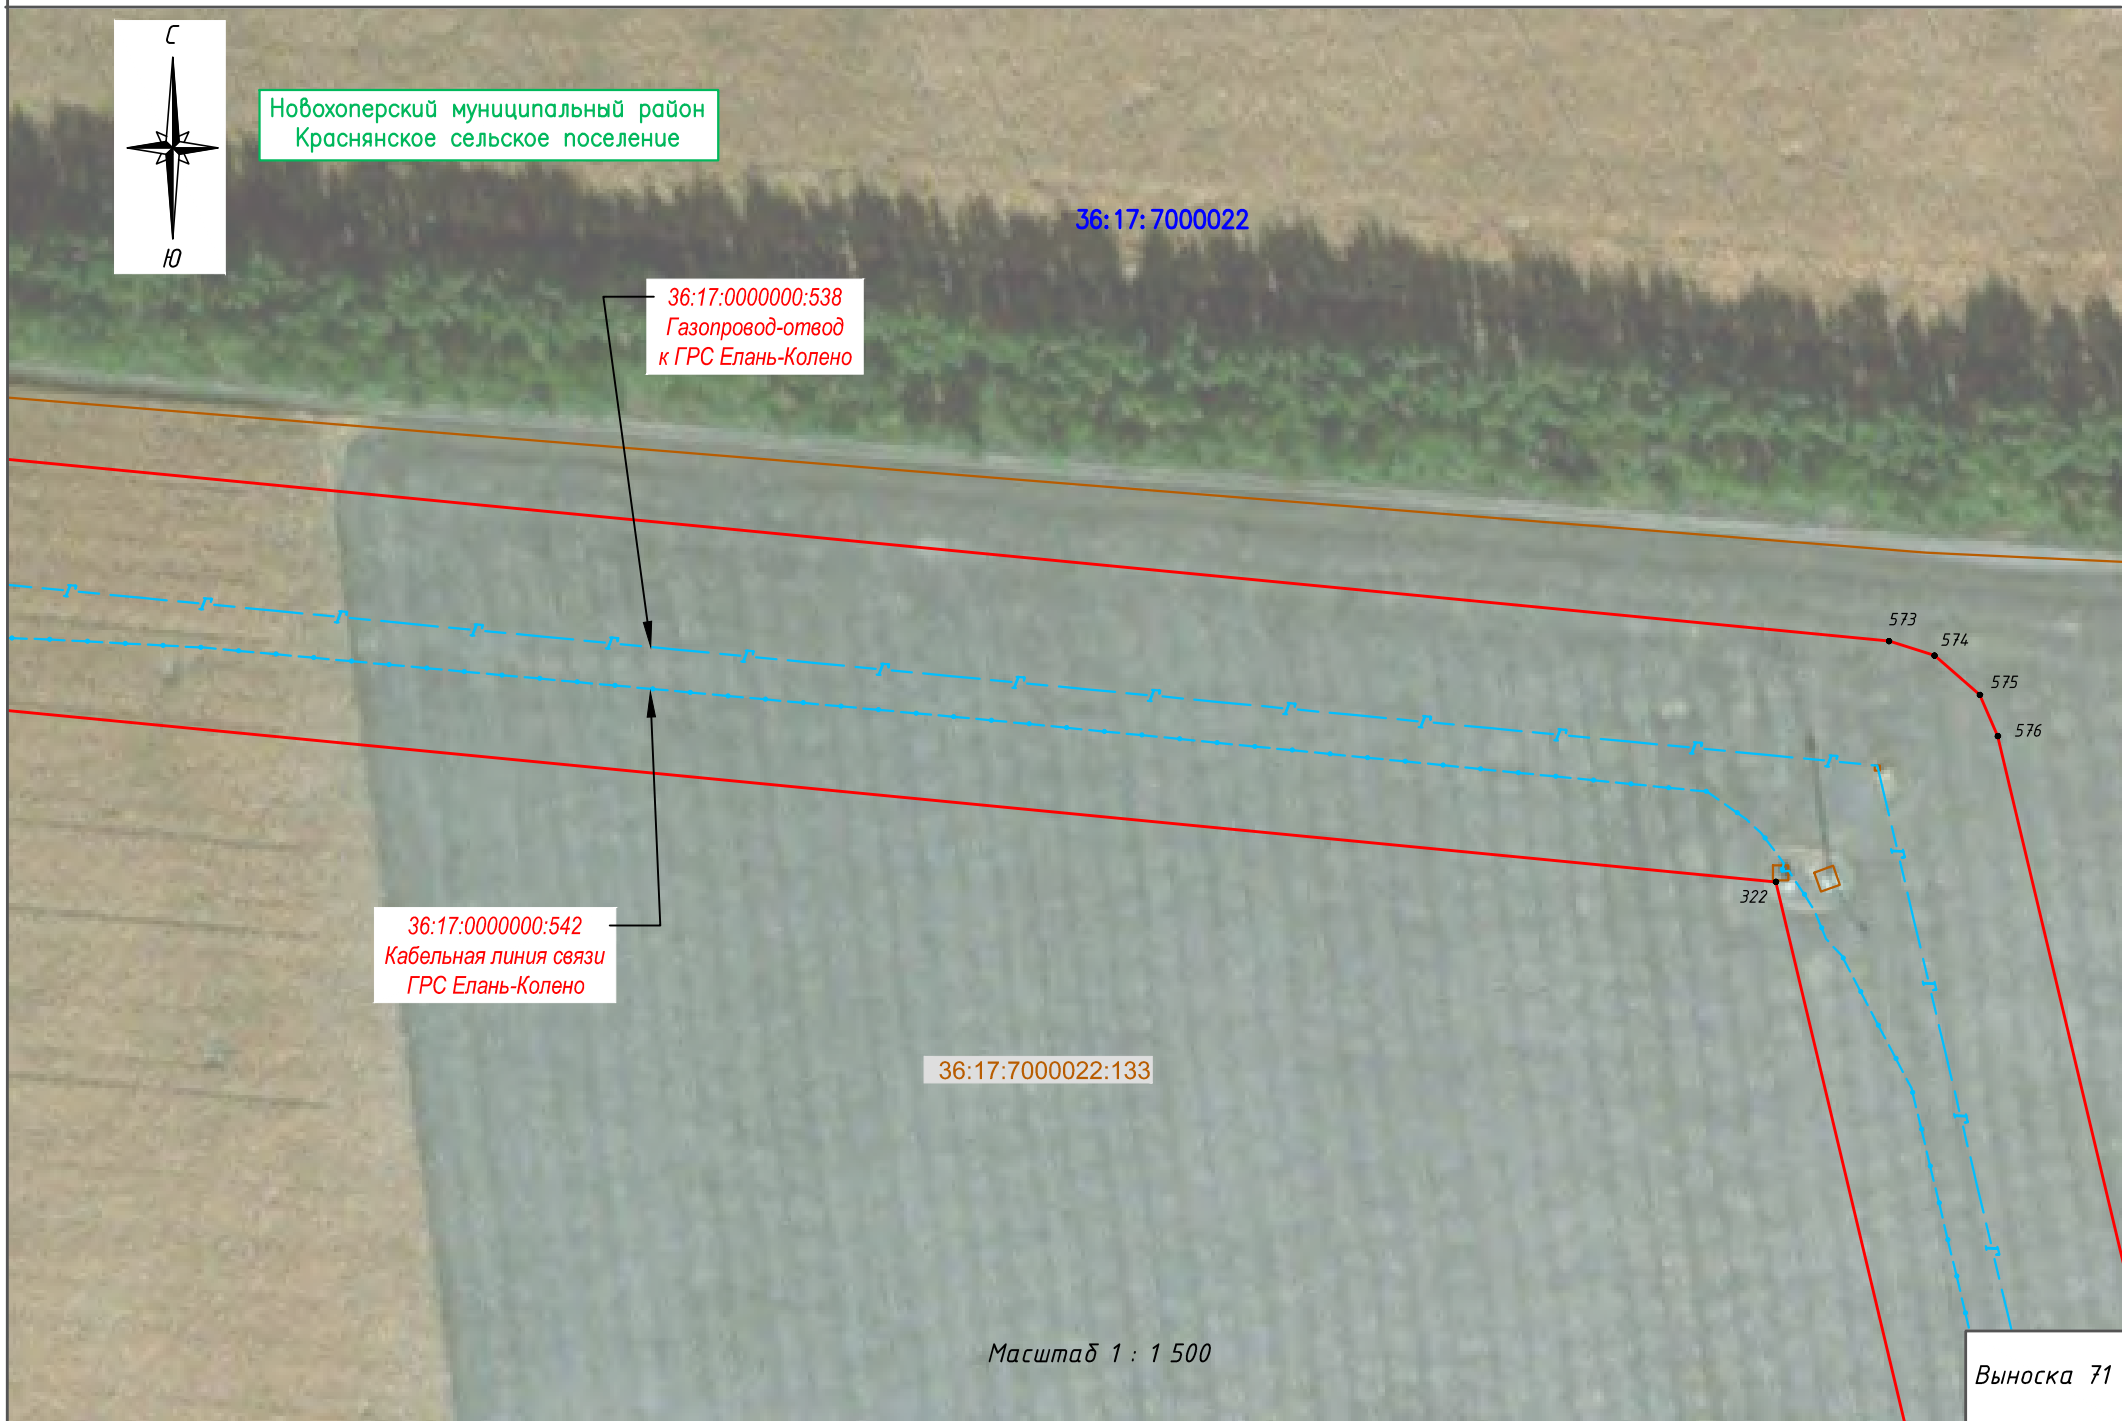 С
Ю
Новохоперский муниципальный район
Краснянское сельское поселение
36:17:7000022
36:17:0000000:538
Газопровод-отвод
к ГРС Елань-Колено
573
574
575
576
322
36:17:0000000:542
Кабельная линия связи
ГРС Елань-Колено
36:17:7000022:133
Масштаб 1 : 1 500
Выноска 71